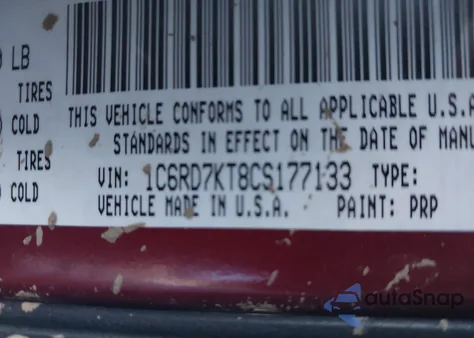 LB
TIRES
COLD
TIRES
COLD
THIS VEHICLE CONFORMS TO ALL APPLICABLE U.S.A
STANDARDS IN EFFECT ON THE DATE OF MANU
VIN: 1C6RD7KT8CS177133 TYPE:
VEHICLE MADE IN U.S.A. PAINT: PRP
autoSnap